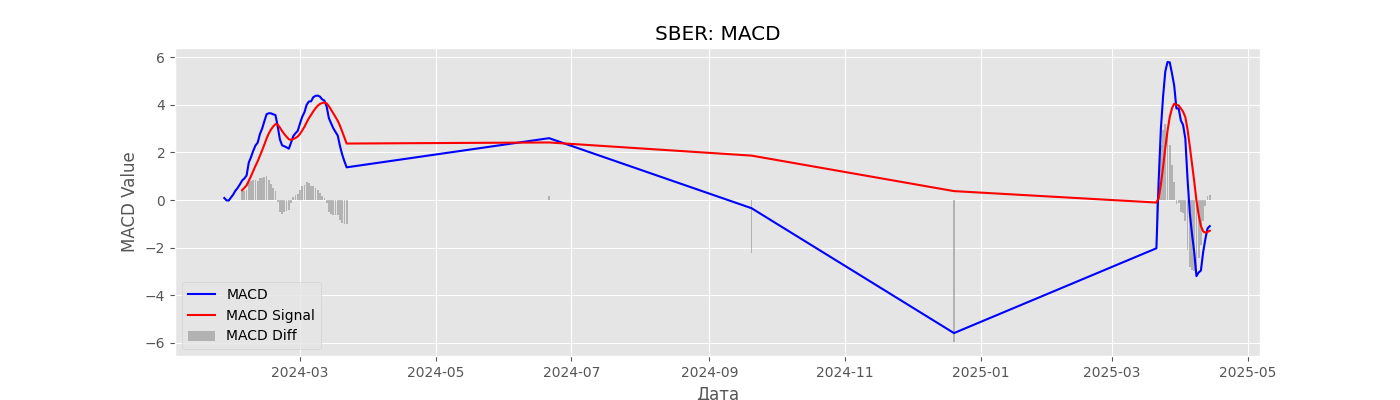 SBER: MACD
MACD Value
6
4
2
0
−2
−4
−6
MACD
MACD Signal
MACD Diff
2024-03 2024-05 2024-07 2024-09 2024-11 2025-01 2025-03 2025-05
Дата